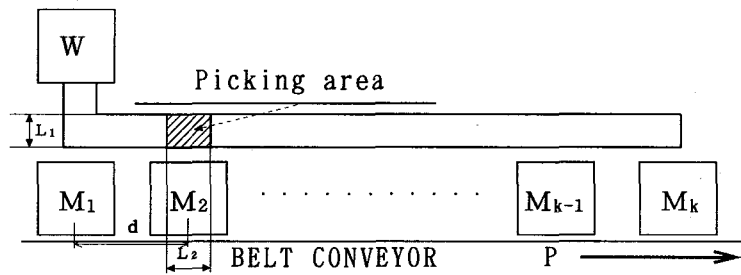 W
Picking area
L₁
M₁ M₂ · · · · · · · · · · · Mₖ₋₁ Mₖ
d
L₂ BELT CONVEYOR P